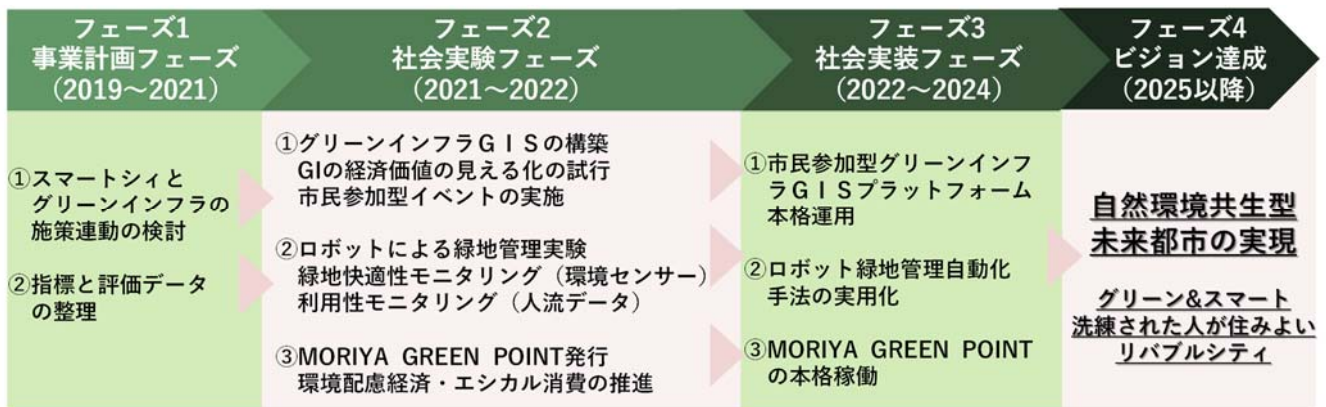 フェーズ1
事業計画フェーズ
(2019～2021)
①スマートシィと
グリーンインフラの
施策連動の検討
②指標と評価データ
の整理
フェーズ2
社会実験フェーズ
(2021～2022)
①グリーンインフラＧＩＳの構築
GIの経済価値の見える化の試行
市民参加型イベントの実施
②ロボットによる緑地管理実験
緑地快適性モニタリング（環境センサー）
利用性モニタリング（人流データ）
③MORIYA GREEN POINT発行
環境配慮経済・エシカル消費の推進
フェーズ3
社会実装フェーズ
(2022～2024)
①市民参加型グリーンインフ
ラＧＩＳプラットフォーム
本格運用
②ロボット緑地管理自動化
手法の実用化
③MORIYA GREEN POINT
の本格稼働
フェーズ4
ビジョン達成
(2025以降)
自然環境共生型
未来都市の実現
グリーン&スマート
洗練された人が住みよい
リバブルシティ